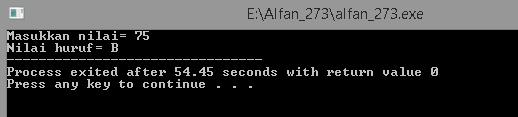 E:\Alfan_273\alfan_273.exe
Masukkan nilai= 75
Nilai huruf= B
--------------------------------
Process exited after 54.45 seconds with return value 0
Press any key to continue . . .